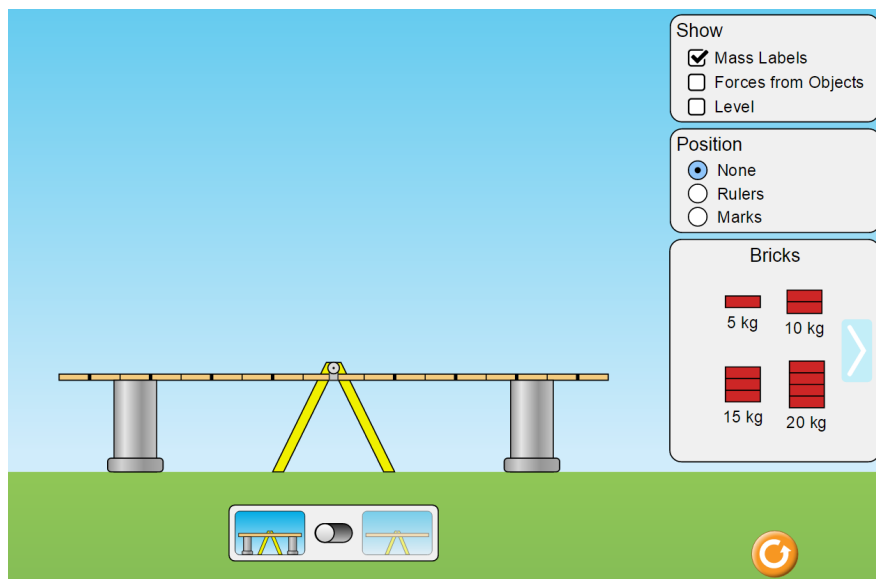 Show
Mass Labels
Forces from Objects
Level
Position
None
Rulers
Marks
Bricks
5 kg
10 kg
15 kg
20 kg